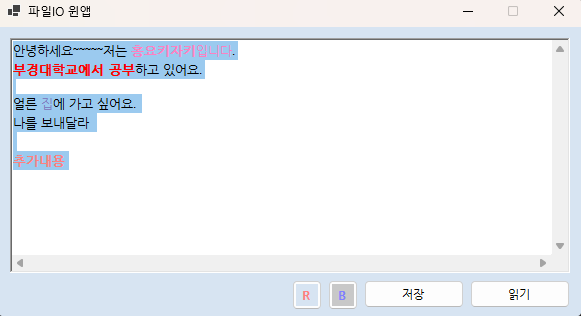 파일IO 윈앱
안녕하세요~~~~~저는 홍요키자키입니다.
부경대학교에서 공부하고 있어요.
얼른 집에 가고 싶어요.
나를 보내달라
추가내용
R B 저장 읽기